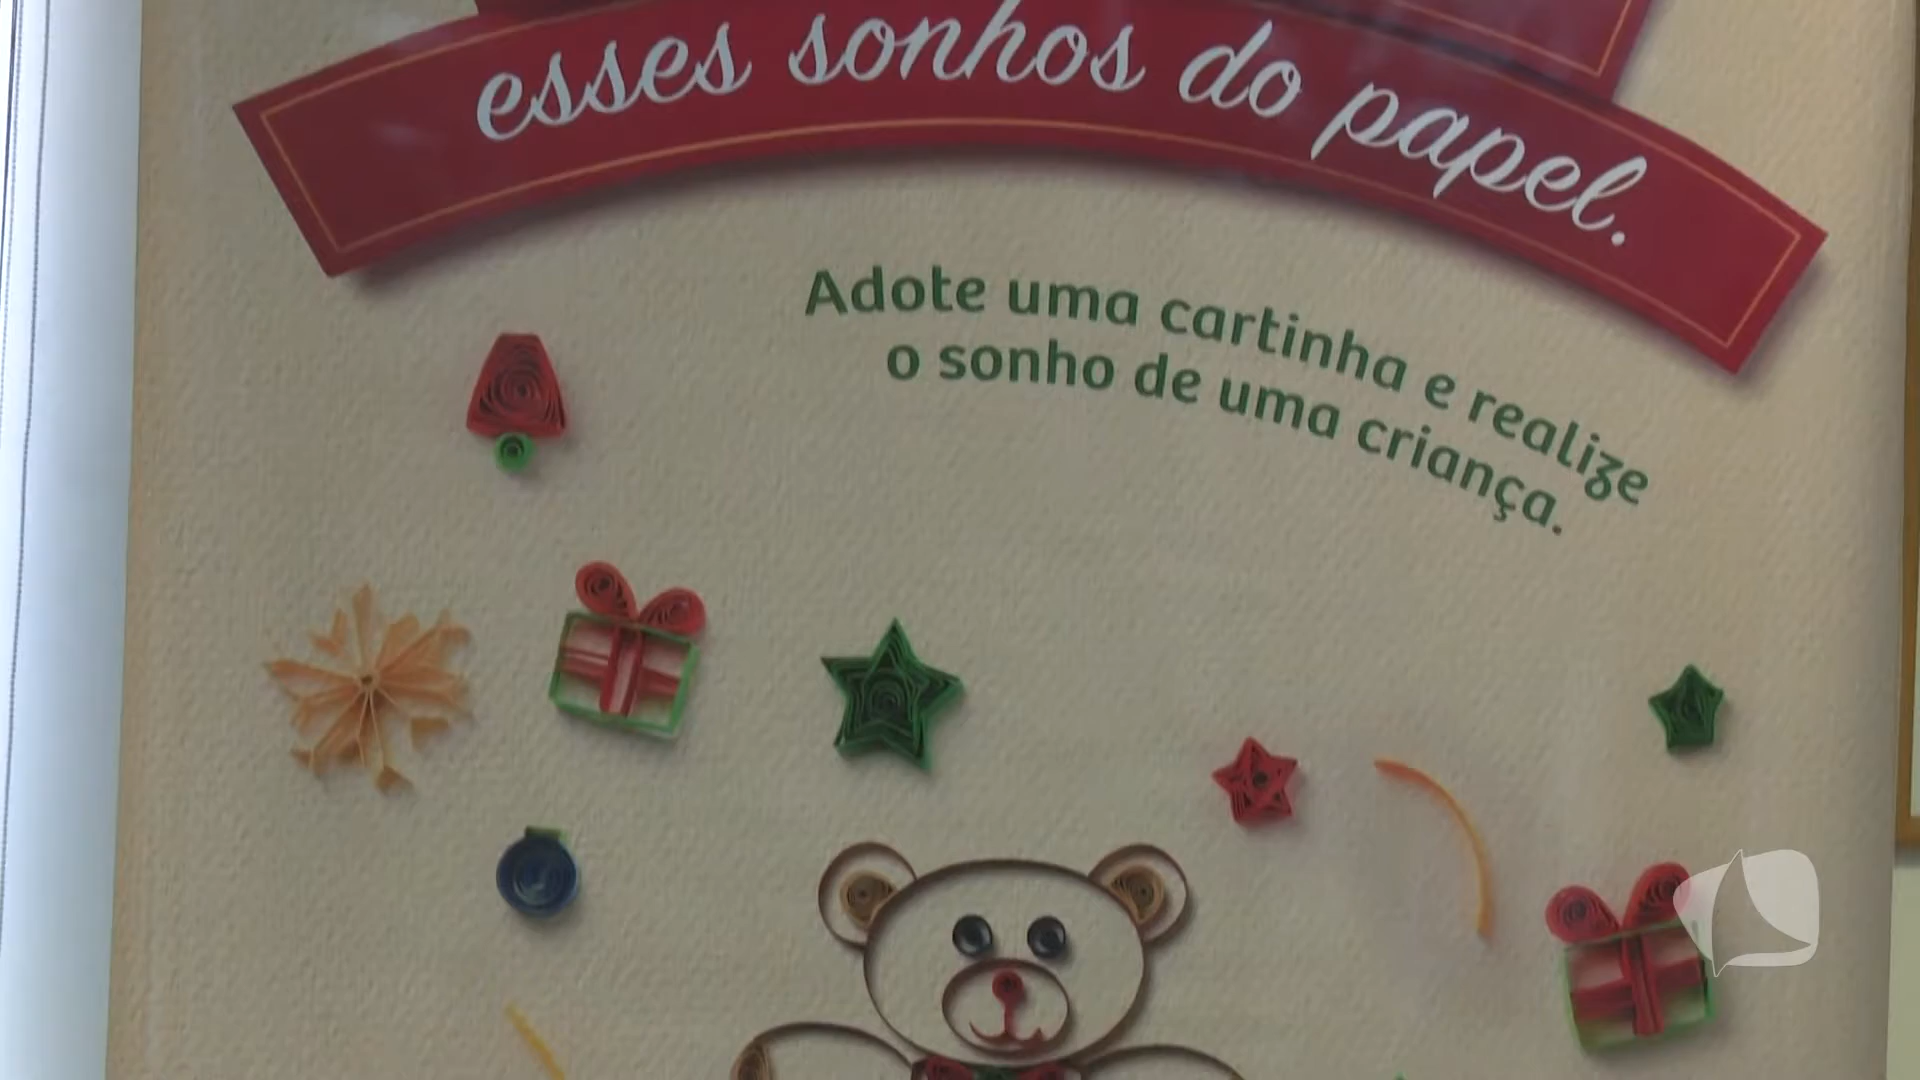 esses sonhos do papel.
Adote uma cartinha e realize
o sonho de uma criança.